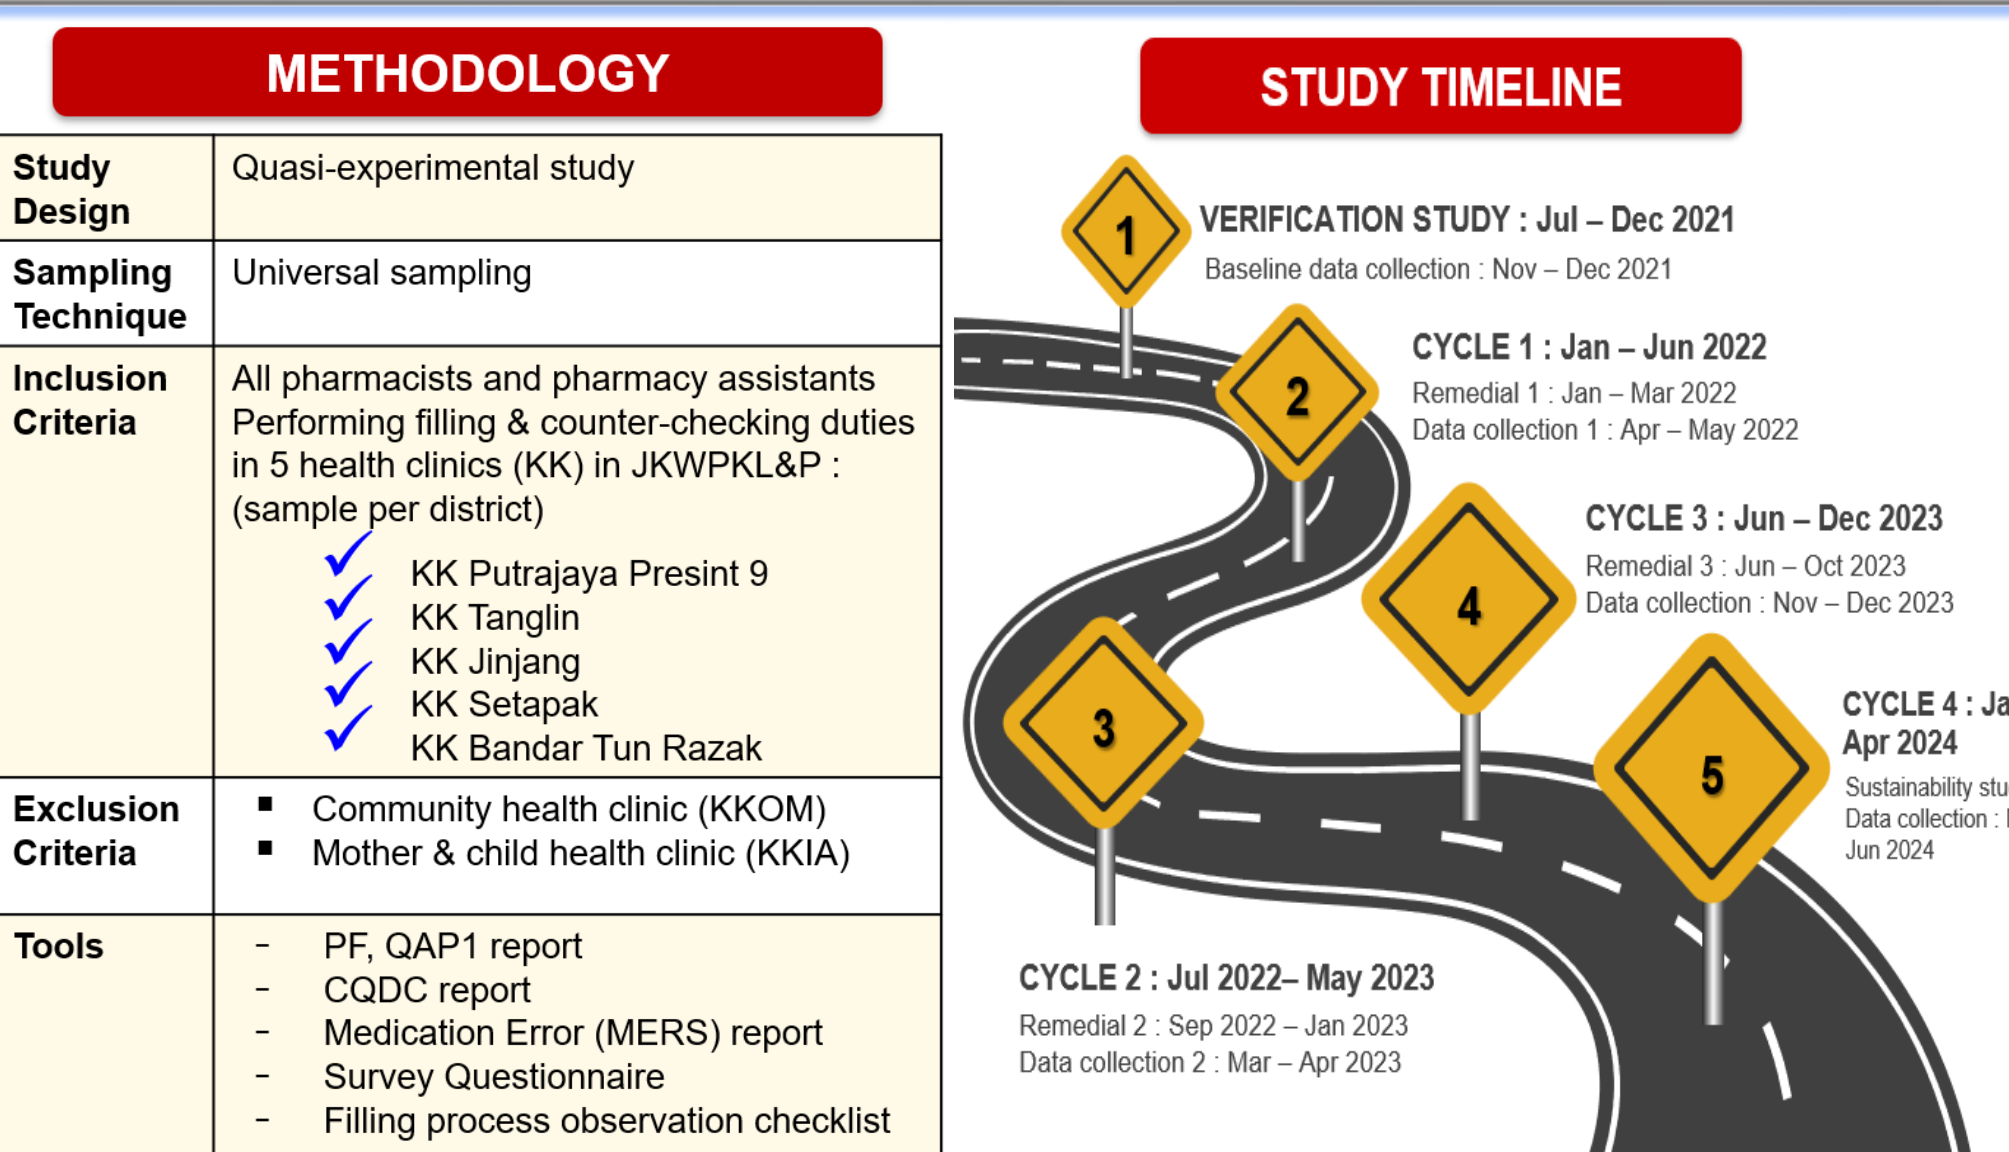 METHODOLOGY
Study
Design
Quasi-experimental study
Sampling
Technique
Universal sampling
Inclusion
Criteria
All pharmacists and pharmacy assistants
Performing filling & counter-checking duties
in 5 health clinics (KK) in JKWPKL&P :
(sample per district)
KK Putrajaya Presint 9
KK Tanglin
KK Jinjang
KK Setapak
KK Bandar Tun Razak
Exclusion
Criteria
▪ Community health clinic (KKOM)
▪ Mother & child health clinic (KKIA)
Tools
- PF, QAP1 report
- CQDC report
- Medication Error (MERS) report
- Survey Questionnaire
- Filling process observation checklist
STUDY TIMELINE
1
VERIFICATION STUDY : Jul – Dec 2021
Baseline data collection : Nov – Dec 2021
2
CYCLE 1 : Jan – Jun 2022
Remedial 1 : Jan – Mar 2022
Data collection 1 : Apr – May 2022
3
CYCLE 2 : Jul 2022– May 2023
Remedial 2 : Sep 2022 – Jan 2023
Data collection 2 : Mar – Apr 2023
4
CYCLE 3 : Jun – Dec 2023
Remedial 3 : Jun – Oct 2023
Data collection : Nov – Dec 2023
5
CYCLE 4 :
Apr 2024
Sustainability
Data collection :
Jun 2024